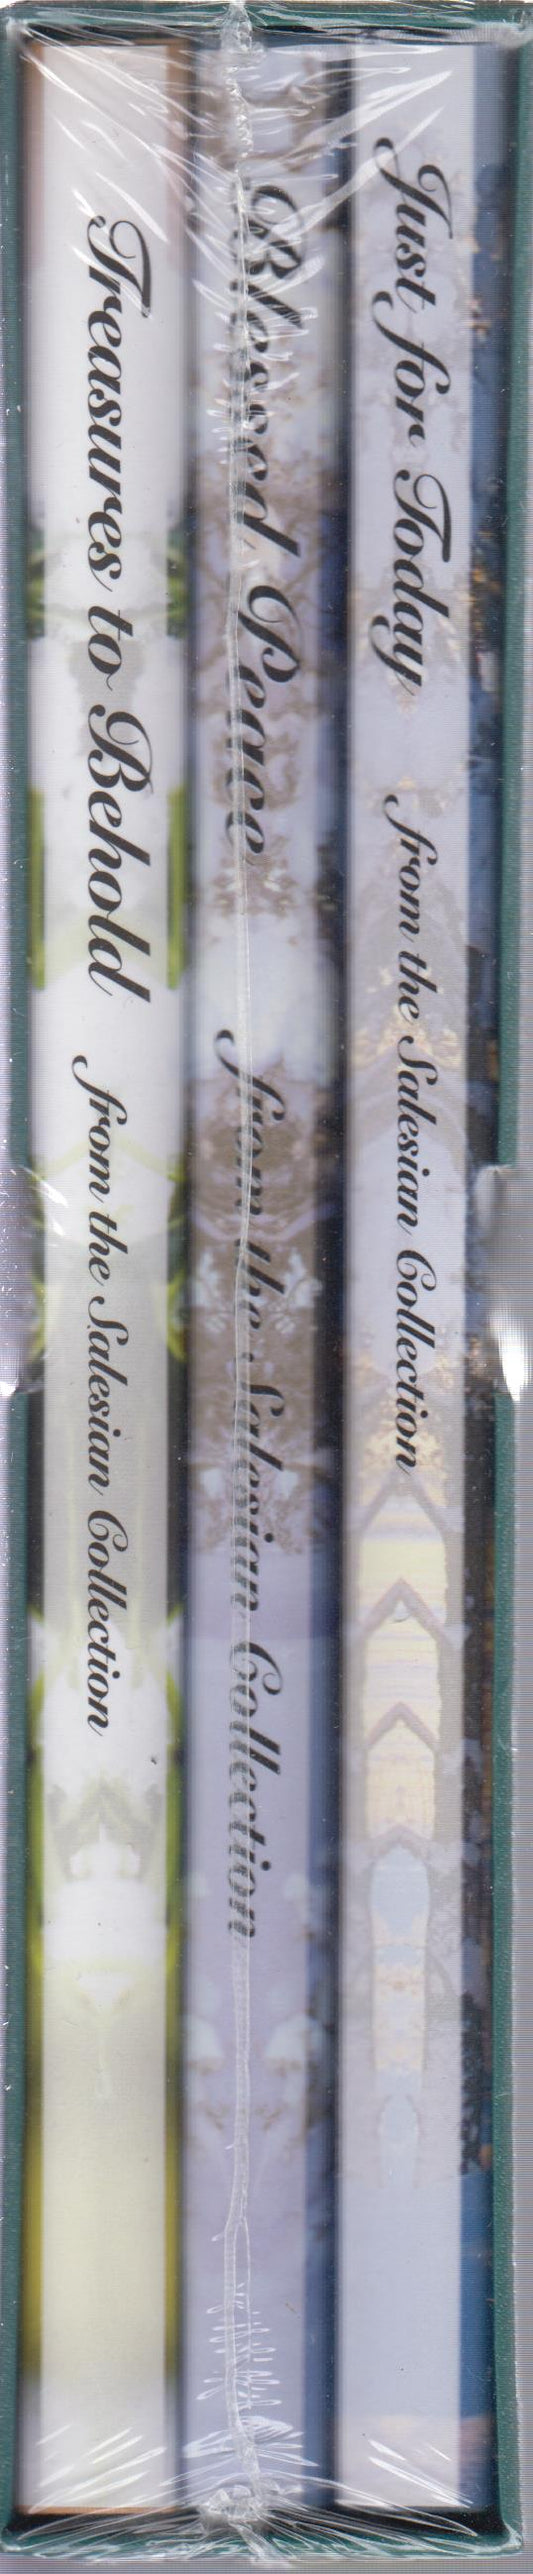 Treasures to Behold from the Salesian Collection
Blessed Peace from the Salesian Collection
Just for Today from the Salesian Collection